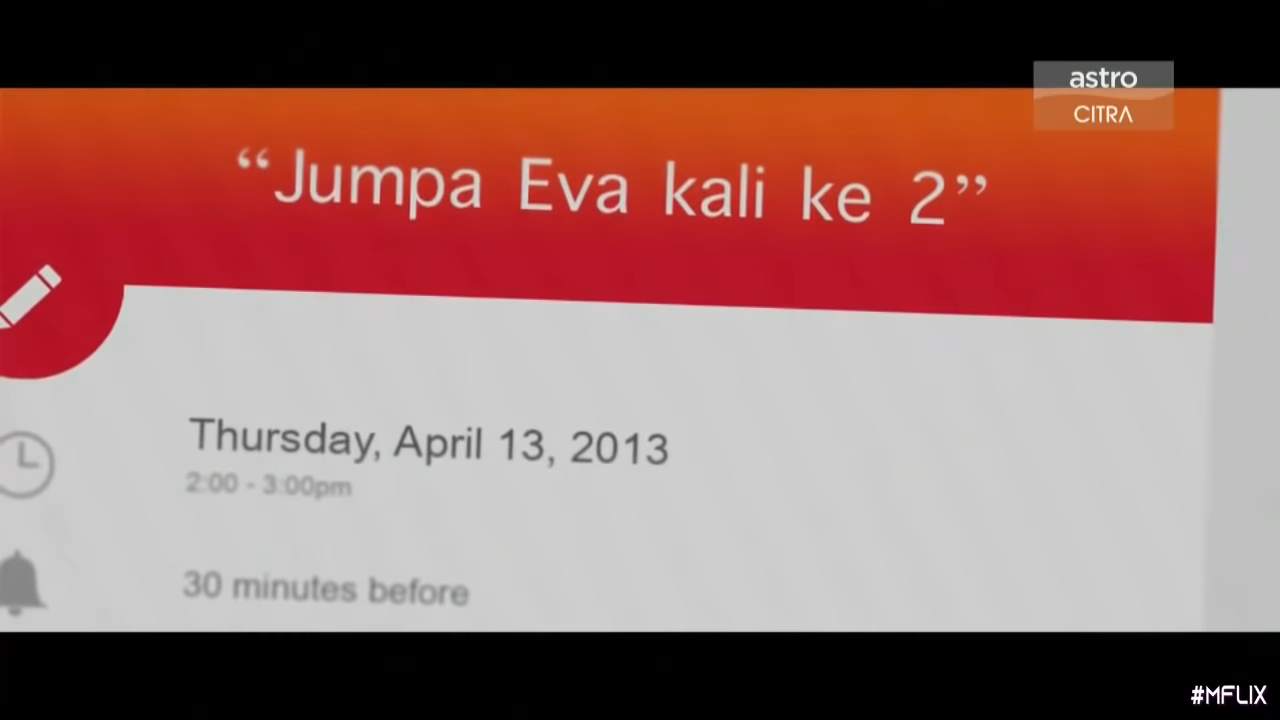 astro
CITRA
“Jumpa Eva kali ke 2”
Thursday, April 13, 2013
2:00 - 3:00pm
30 minutes before
#MFLIX